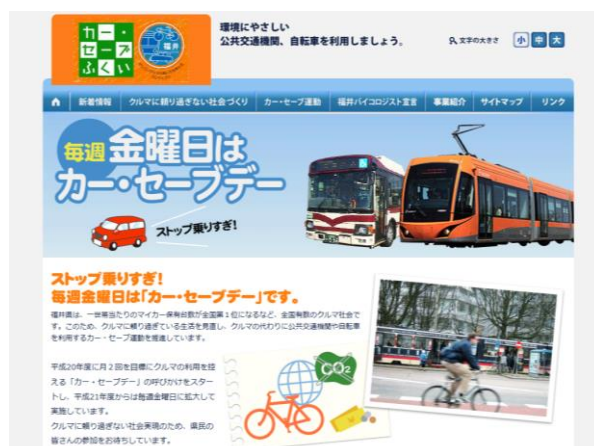 カー・
セーブ
ふくい
福井
環境にやさしい
公共交通機関、自転車を利用しましょう。
文字の大きさ 小 中 大
新着情報 クルマに頼り過ぎない社会づくり カー・セーブ運動 福井バイコロジスト宣言 事業紹介 サイトマップ リンク
毎週 金曜日は
カー・セーブデー
ストップ乗りすぎ!
ストップ乗りすぎ!
毎週金曜日は「カー・セーブデー」です。
福井県は、一世帯当たりのマイカー保有台数が全国第1位になるなど、全国有数のクルマ社会で
す。このため、クルマに頼り過ぎている生活を見直し、クルマの代わりに公共交通機関や自転車
を利用するカー・セーブ運動を推進しています。
平成20年度に月2回を目標にクルマの利用を控
える「カー・セーブデー」の呼びかけをスター
トし、平成21年度からは毎週金曜日に拡大して
実施しています。
クルマに頼り過ぎない社会実現のため、県民の
皆さんの参加をお待ちしています。
CO2